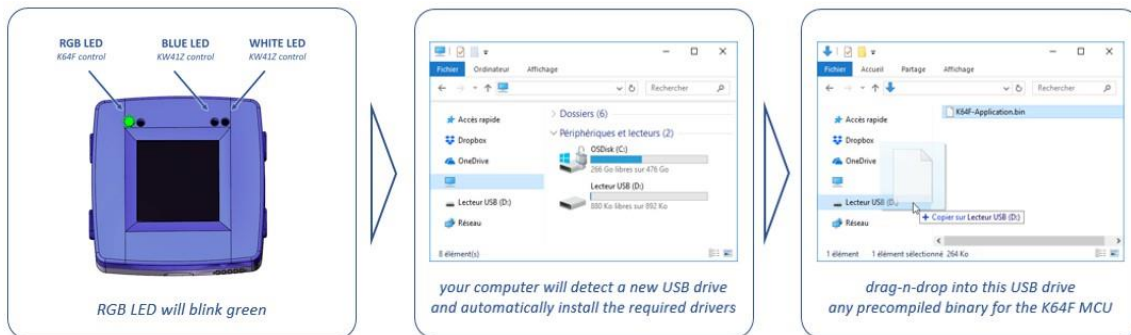 RGB LED
K64F control
BLUE LED
KW41Z control
WHITE LED
KW41Z control
RGB LED will blink green
Fichier Ordinateur Affichage
Rechercher
Accès rapide
Dropbox
OneDrive
Lecteur USB (D:)
Réseau
Dossiers (6)
Périphériques et lecteurs (2)
OSDisk (C:)
266 Go libres sur 476 Go
Lecteur USB (D:)
880 Ko libres sur 892 Ko
8 élément(s)
your computer will detect a new USB drive
and automatically install the required drivers
Fichier Accueil Partage Affichage
Rechercher
Accès rapide
Dropbox
OneDrive
Lecteur USB (D:)
Réseau
K64F-Application.bin
Copier sur Lecteur USB (D:)
1 élément 1 élément sélectionné 264 Ko
drag-n-drop into this USB drive
any precompiled binary for the K64F MCU